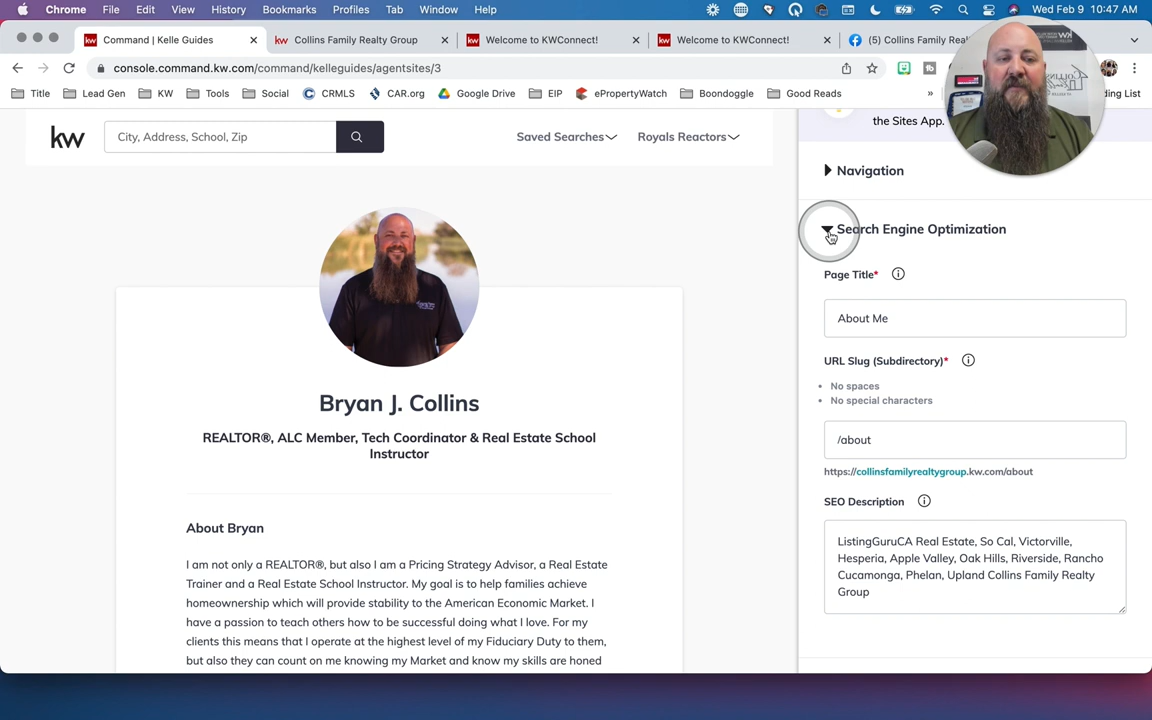 Chrome File Edit View History Bookmarks Profiles Tab Window Help Wed Feb 9 10:47 AM
Command | Kelle Guides
Collins Family Realty Group
Welcome to KWConnect!
Welcome to KWConnect!
(5) Collins Family Rea
console.command.kw.com/command/kelleguides/agentsites/3
Title Lead Gen KW Tools Social CRMLS CAR.org Google Drive EIP ePropertyWatch Boondoggle Good Reads »
kw
City, Address, School, Zip
Saved Searches
Royals Reactors
Bryan J. Collins
REALTOR®, ALC Member, Tech Coordinator & Real Estate School
Instructor
About Bryan
I am not only a REALTOR®, but also I am a Pricing Strategy Advisor, a Real Estate
Trainer and a Real Estate School Instructor. My goal is to help families achieve
homeownership which will provide stability to the American Economic Market. I
have a passion to teach others how to be successful doing what I love. For my
clients this means that I operate at the highest level of my Fiduciary Duty to them,
but also they can count on me knowing my Market and know my skills are honed
the Sites App.
Navigation
Search Engine Optimization
Page Title*
About Me
URL Slug (Subdirectory)*
• No spaces
• No special characters
/about
https://collinsfamilyrealtygroup.kw.com/about
SEO Description
ListingGuruCA Real Estate, So Cal, Victorville,
Hesperia, Apple Valley, Oak Hills, Riverside, Rancho
Cucamonga, Phelan, Upland Collins Family Realty
Group